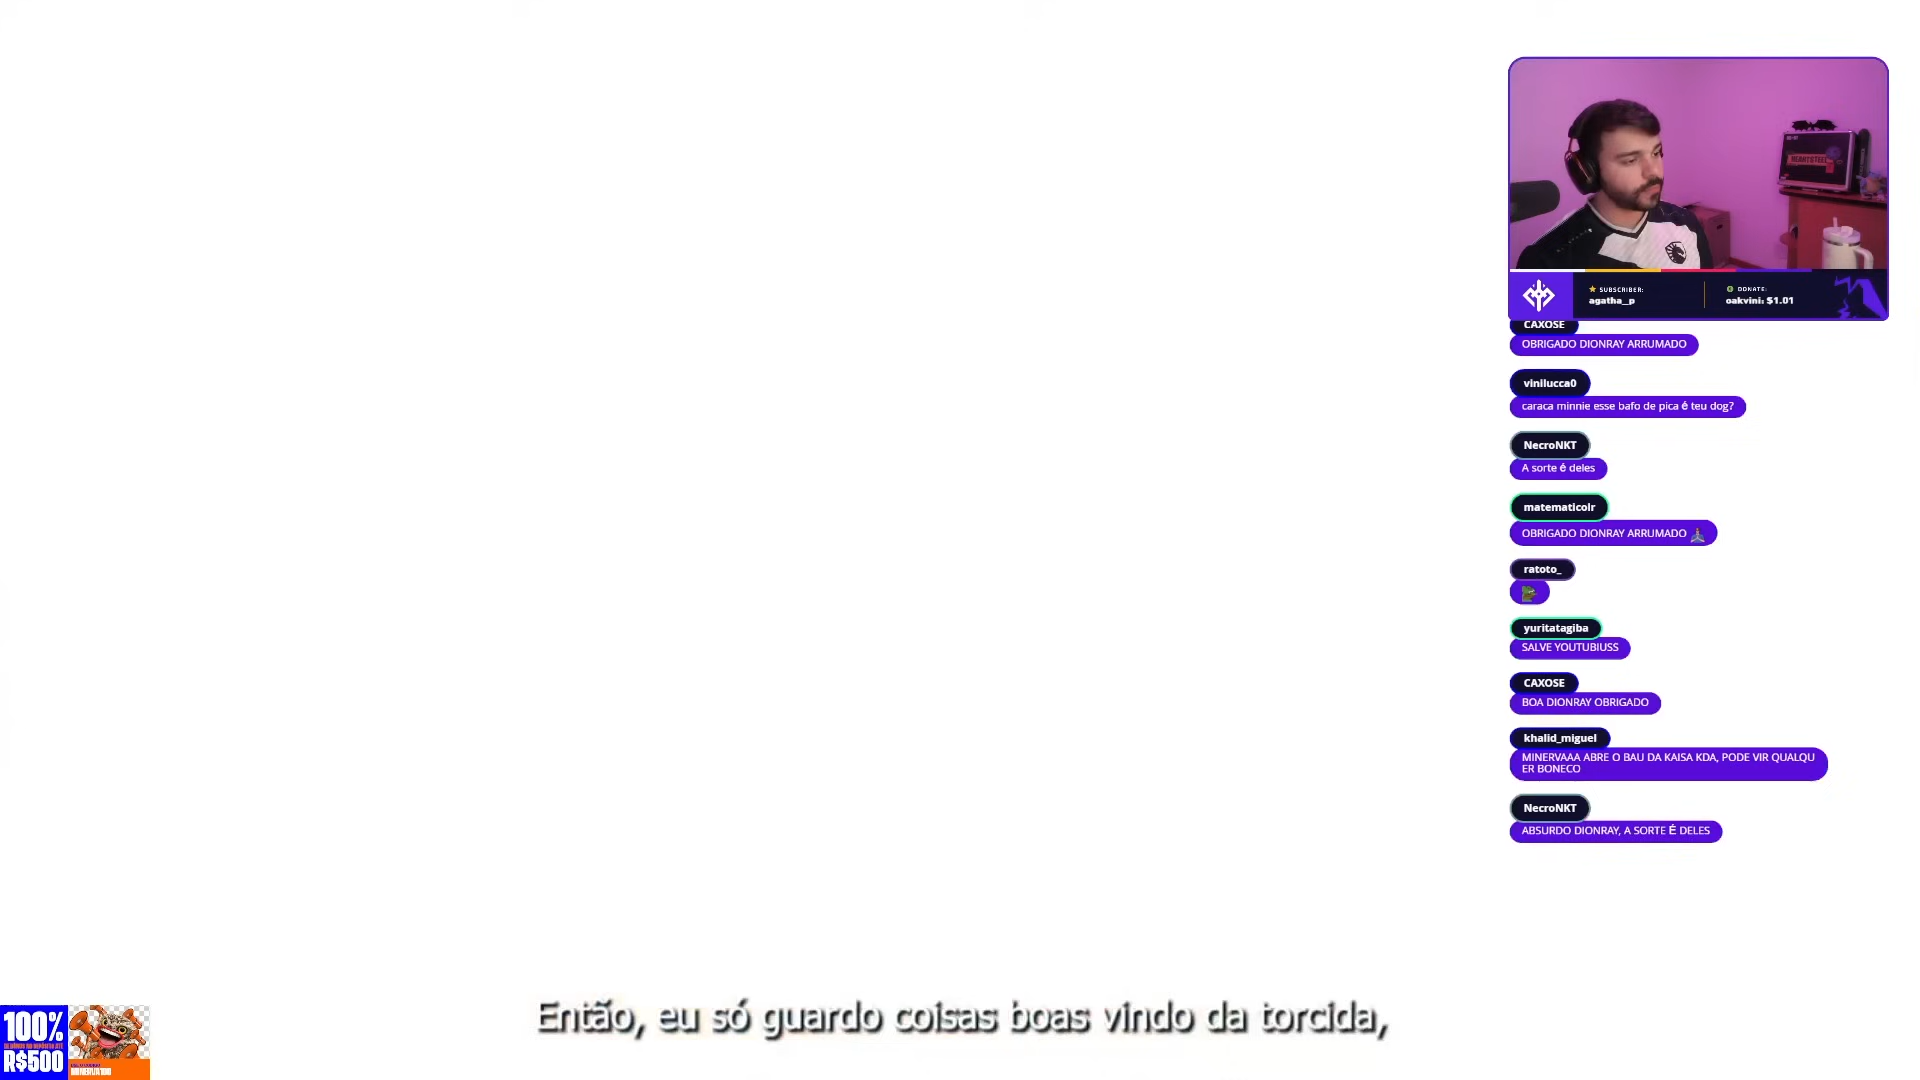 HEARTSTEEL
SUBSCRIBER:
agatha_p
DONATE:
oakvini: $1.01
CAXOSE
OBRIGADO DIONRAY ARRUMADO
vinilucca0
caraca minnie esse bafo de pica é teu dog?
NecroNKT
A sorte é deles
matematicolr
OBRIGADO DIONRAY ARRUMADO
ratoto_
yuritatagiba
SALVE YOUTUBIUSS
CAXOSE
BOA DIONRAY OBRIGADO
khalid_miguel
MINERVAAA ABRE O BAU DA KAISA KDA, PODE VIR QUALQU
ER BONECO
NecroNKT
ABSURDO DIONRAY, A SORTE É DELES
Então, eu só guardo coisas boas vindo da torcida,
100%
R$500